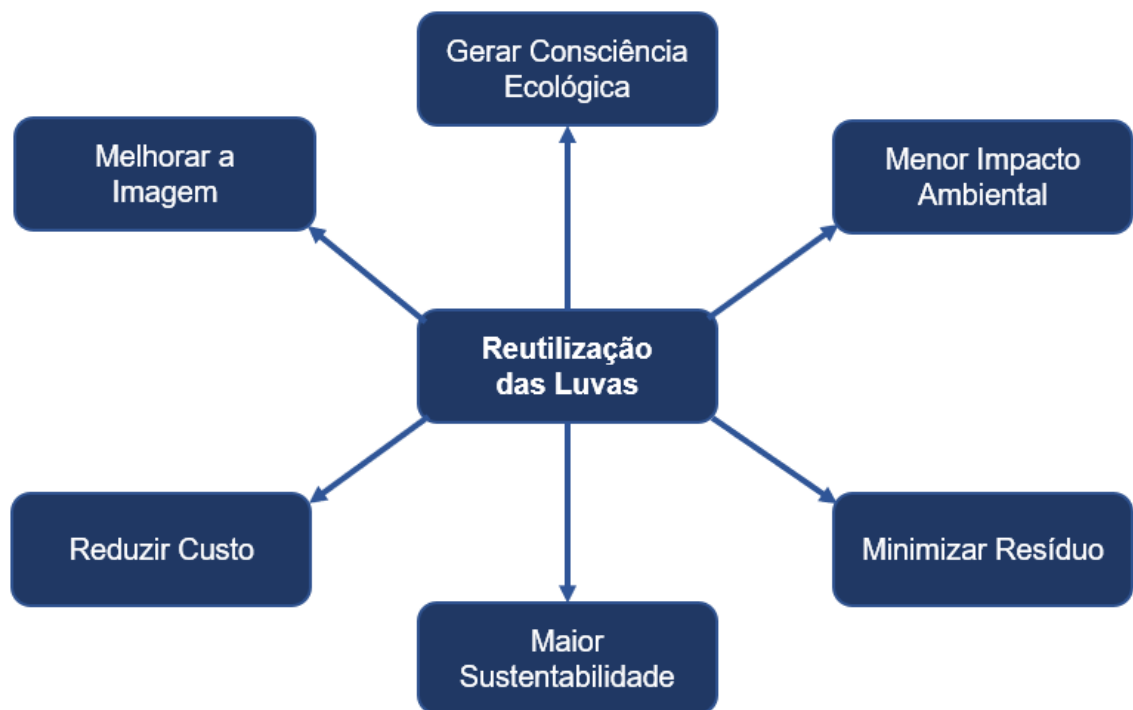 Gerar Consciência
Ecológica
Melhorar a
Imagem
Menor Impacto
Ambiental
Reutilização
das Luvas
Reduzir Custo
Minimizar Resíduo
Maior
Sustentabilidade